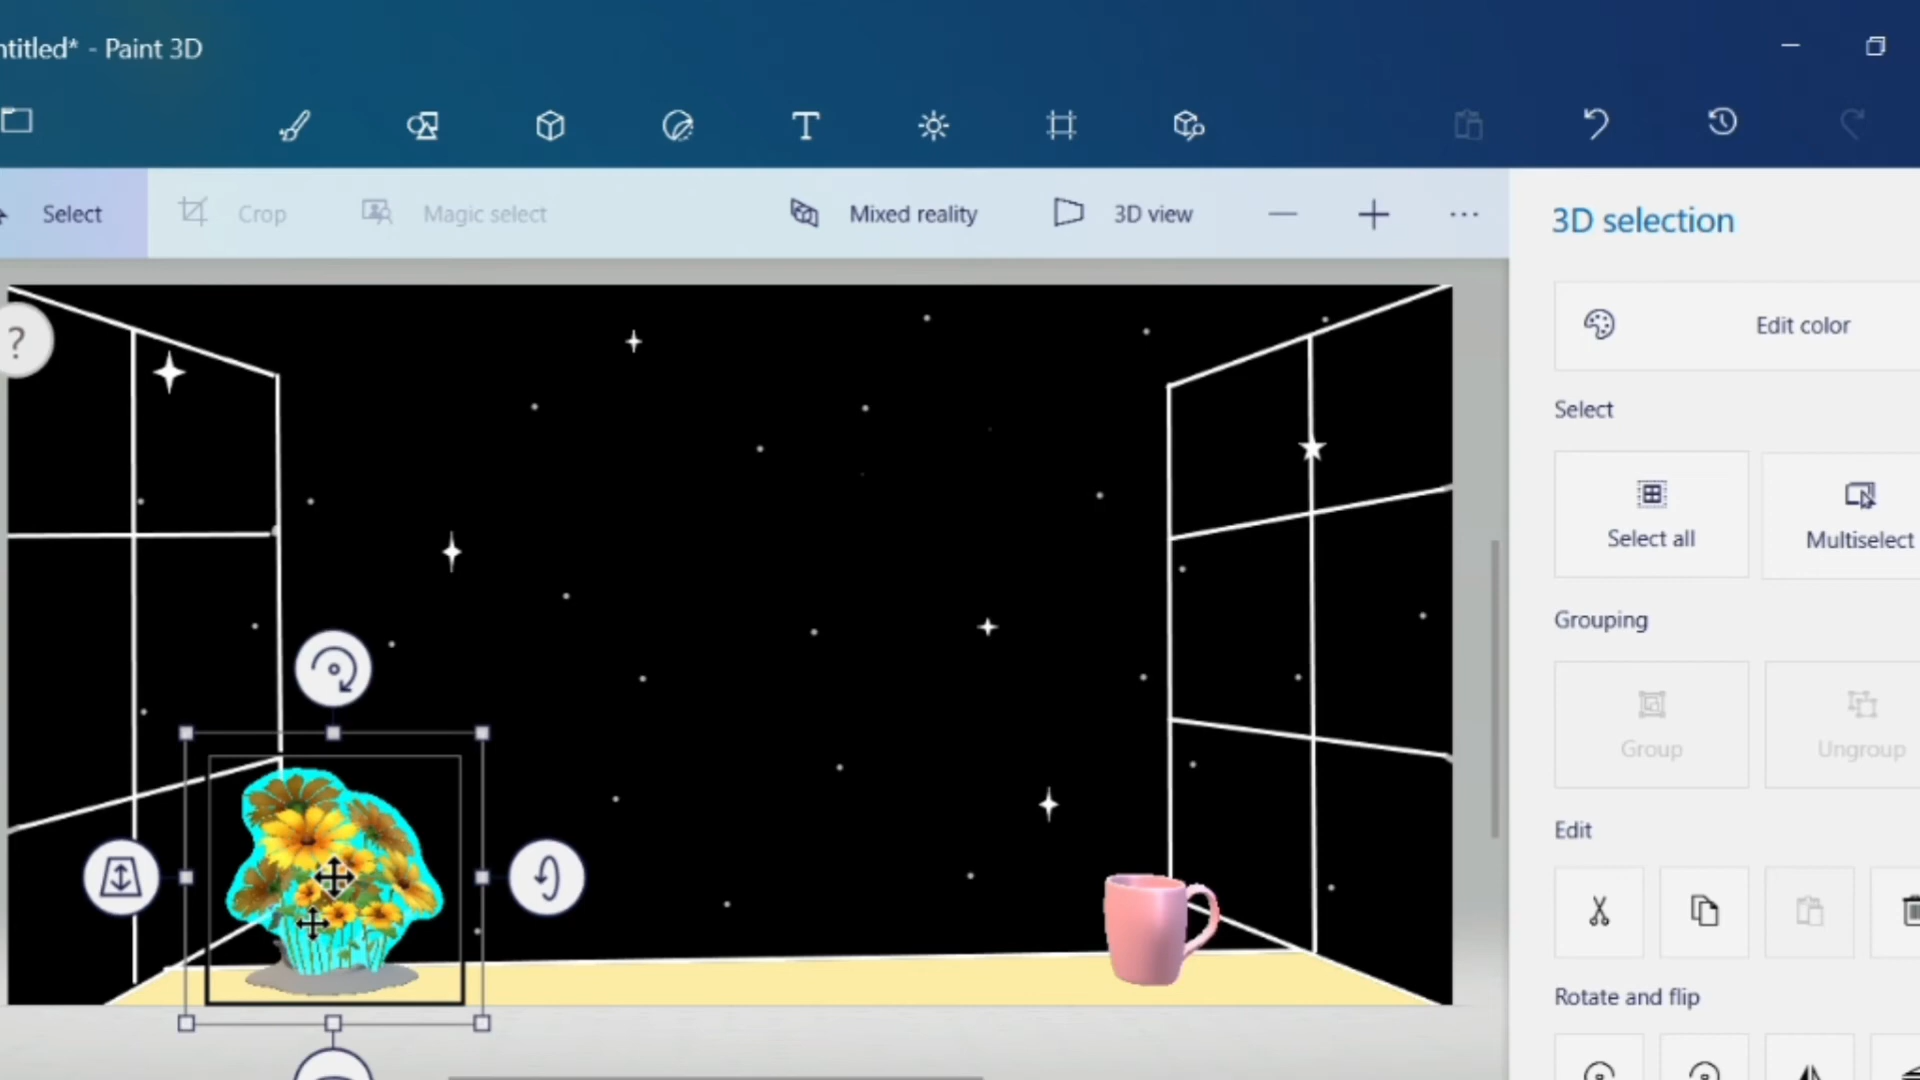 ntitled* - Paint 3D
Select
Crop
Magic select
Mixed reality
3D view
3D selection
?
Edit color
Select
Select all
Multiselect
Grouping
Group
Ungroup
Edit
Rotate and flip